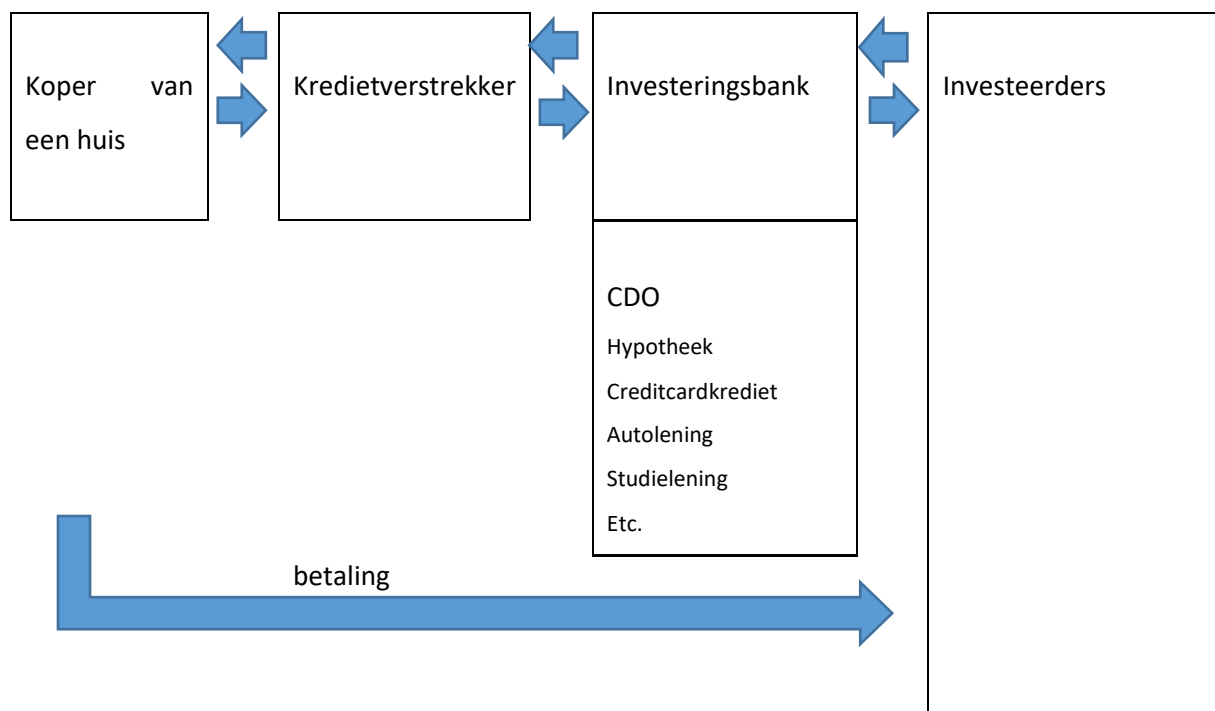 Koper van
een huis
Kredietverstrekker
Investeringsbank
Investeerders
CDO
Hypotheek
Creditcardkrediet
Autolening
Studielening
Etc.
betaling